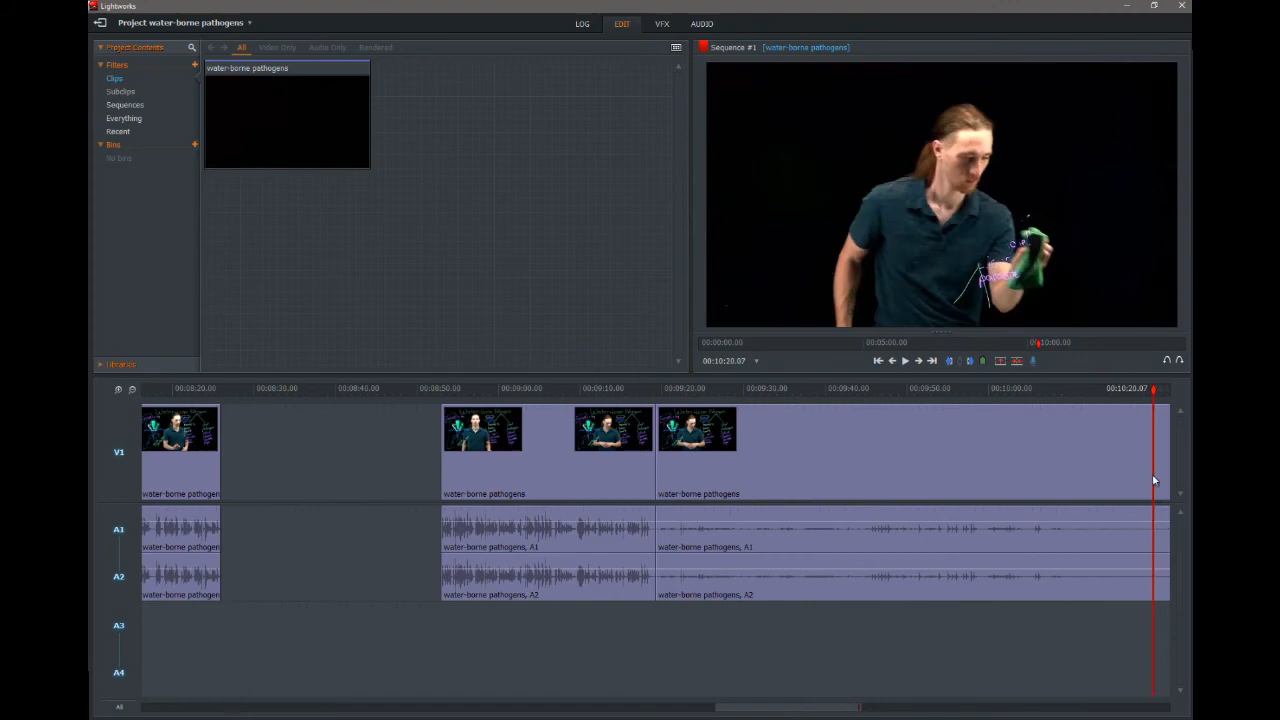 Lightworks
Project water-borne pathogens
LOG
EDIT
VFX
AUDIO
Project Contents
All
Video Only
Audio Only
Rendered
Filters
Clips
Subclips
Sequences
Everything
Recent
Bins
No bins
Libraries
water-borne pathogens
Sequence #1 [water-borne pathogens]
00:00:00.00
00:05:00.00
00:10:00.00
00:10:20.07
00:08:20.00
00:08:30.00
00:08:40.00
00:08:50.00
00:09:00.00
00:09:10.00
00:09:20.00
00:09:30.00
00:09:40.00
00:09:50.00
00:10:00.00
00:10:20.07
V1
water-borne pathogen
water-borne pathogens
water-borne pathogens
A1
water-borne pathogen
water-borne pathogens, A1
water-borne pathogens, A1
A2
water-borne pathogen
water-borne pathogens, A2
water-borne pathogens, A2
A3
A4
All